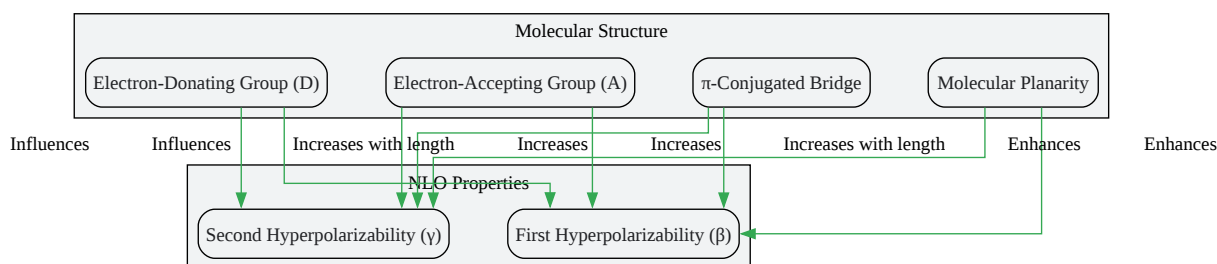 Molecular Structure
Electron-Donating Group (D)
Electron-Accepting Group (A)
π-Conjugated Bridge
Molecular Planarity
Influences
Influences
Increases with length
Increases
Increases
Increases with length
Enhances
Enhances
NLO Properties
Second Hyperpolarizability (γ)
First Hyperpolarizability (β)